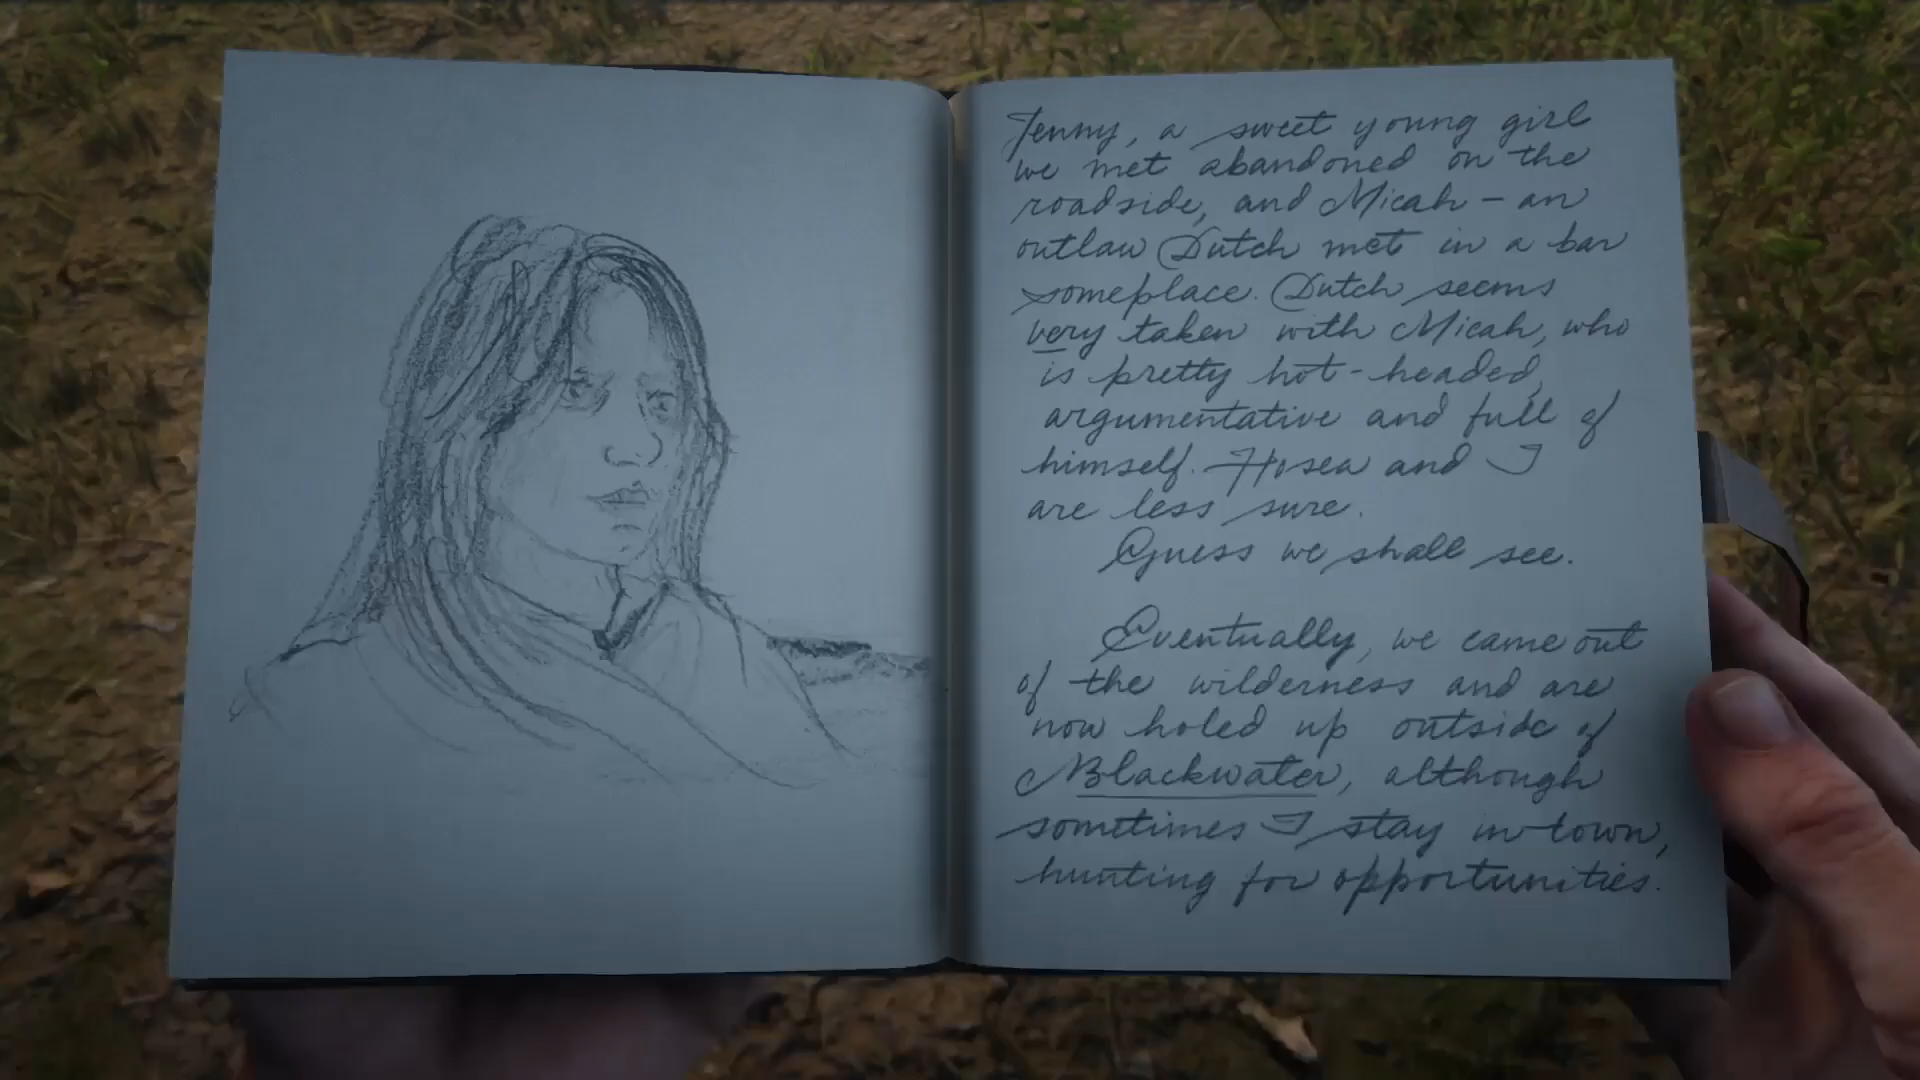 Jenny, a sweet young girl
we met abandoned on the
roadside, and Micah - an
outlaw Dutch met in a bar
someplace. Dutch seems
very taken with Micah, who
is pretty hot-headed,
argumentative and full of
himself. Hosea and I
are less sure.
Guess we shall see.
Eventually, we came out
of the wilderness and are
now holed up outside of
Blackwater, although
sometimes I stay in town,
hunting for opportunities.